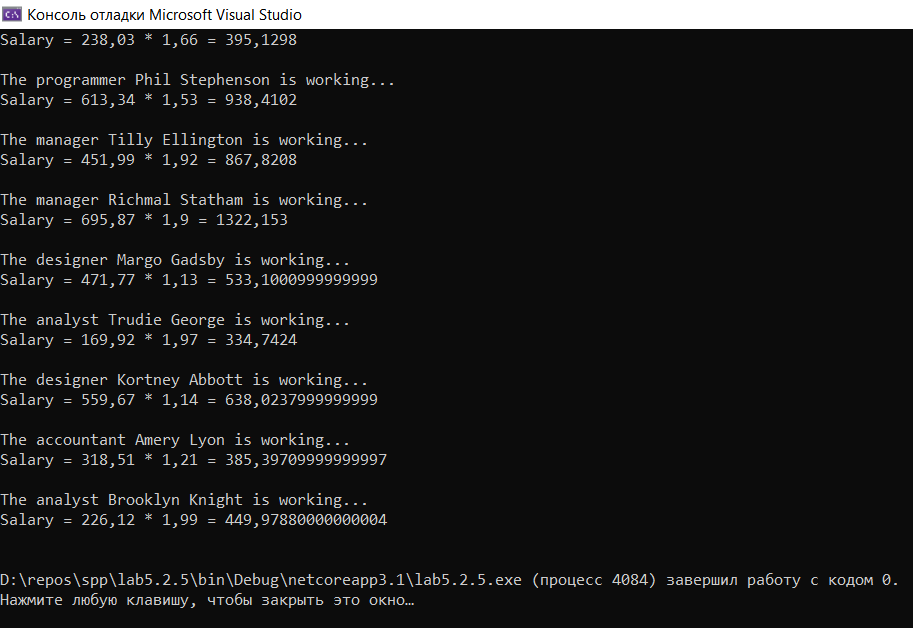 Консоль отладки Microsoft Visual Studio
Salary = 238,03 * 1,66 = 395,1298
The programmer Phil Stephenson is working...
Salary = 613,34 * 1,53 = 938,4102
The manager Tilly Ellington is working...
Salary = 451,99 * 1,92 = 867,8208
The manager Richmal Statham is working...
Salary = 695,87 * 1,9 = 1322,153
The designer Margo Gadsby is working...
Salary = 471,77 * 1,13 = 533,1000999999999
The analyst Trudie George is working...
Salary = 169,92 * 1,97 = 334,7424
The designer Kortney Abbott is working...
Salary = 559,67 * 1,14 = 638,0237999999999
The accountant Amery Lyon is working...
Salary = 318,51 * 1,21 = 385,39709999999997
The analyst Brooklyn Knight is working...
Salary = 226,12 * 1,99 = 449,97880000000004
D:\repos\spp\lab5.2.5\bin\Debug\netcoreapp3.1\lab5.2.5.exe (процесс 4084) завершил работу с кодом 0.
Нажмите любую клавишу, чтобы закрыть это окно…